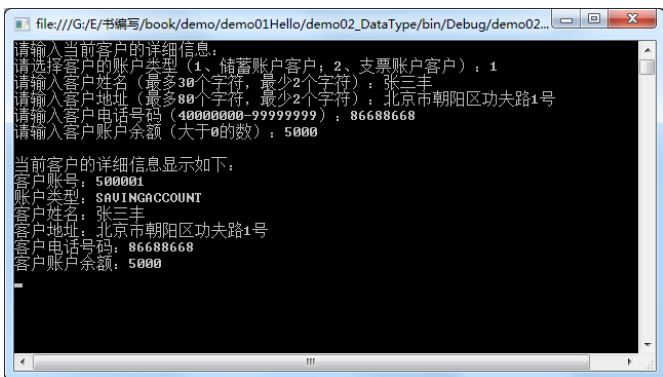 file:///G:/E/书编写/book/demo/demo01Hello/demo02_DataType/bin/Debug/demo02...
请输入当前客户的详细信息:
请选择客户的账户类型（1、储蓄账户客户；2、支票账户客户）：1
请输入客户姓名（最多30个字符，最少2个字符）：张三丰
请输入客户地址（最多80个字符，最少2个字符）：北京市朝阳区功夫路1号
请输入客户电话号码（40000000-99999999）：86688668
请输入客户账户余额（大于0的数）：5000
当前客户的详细信息显示如下：
客户账号：500001
账户类型：SAVINGACCOUNT
客户姓名：张三丰
客户地址：北京市朝阳区功夫路1号
客户电话号码：86688668
客户账户余额：5000